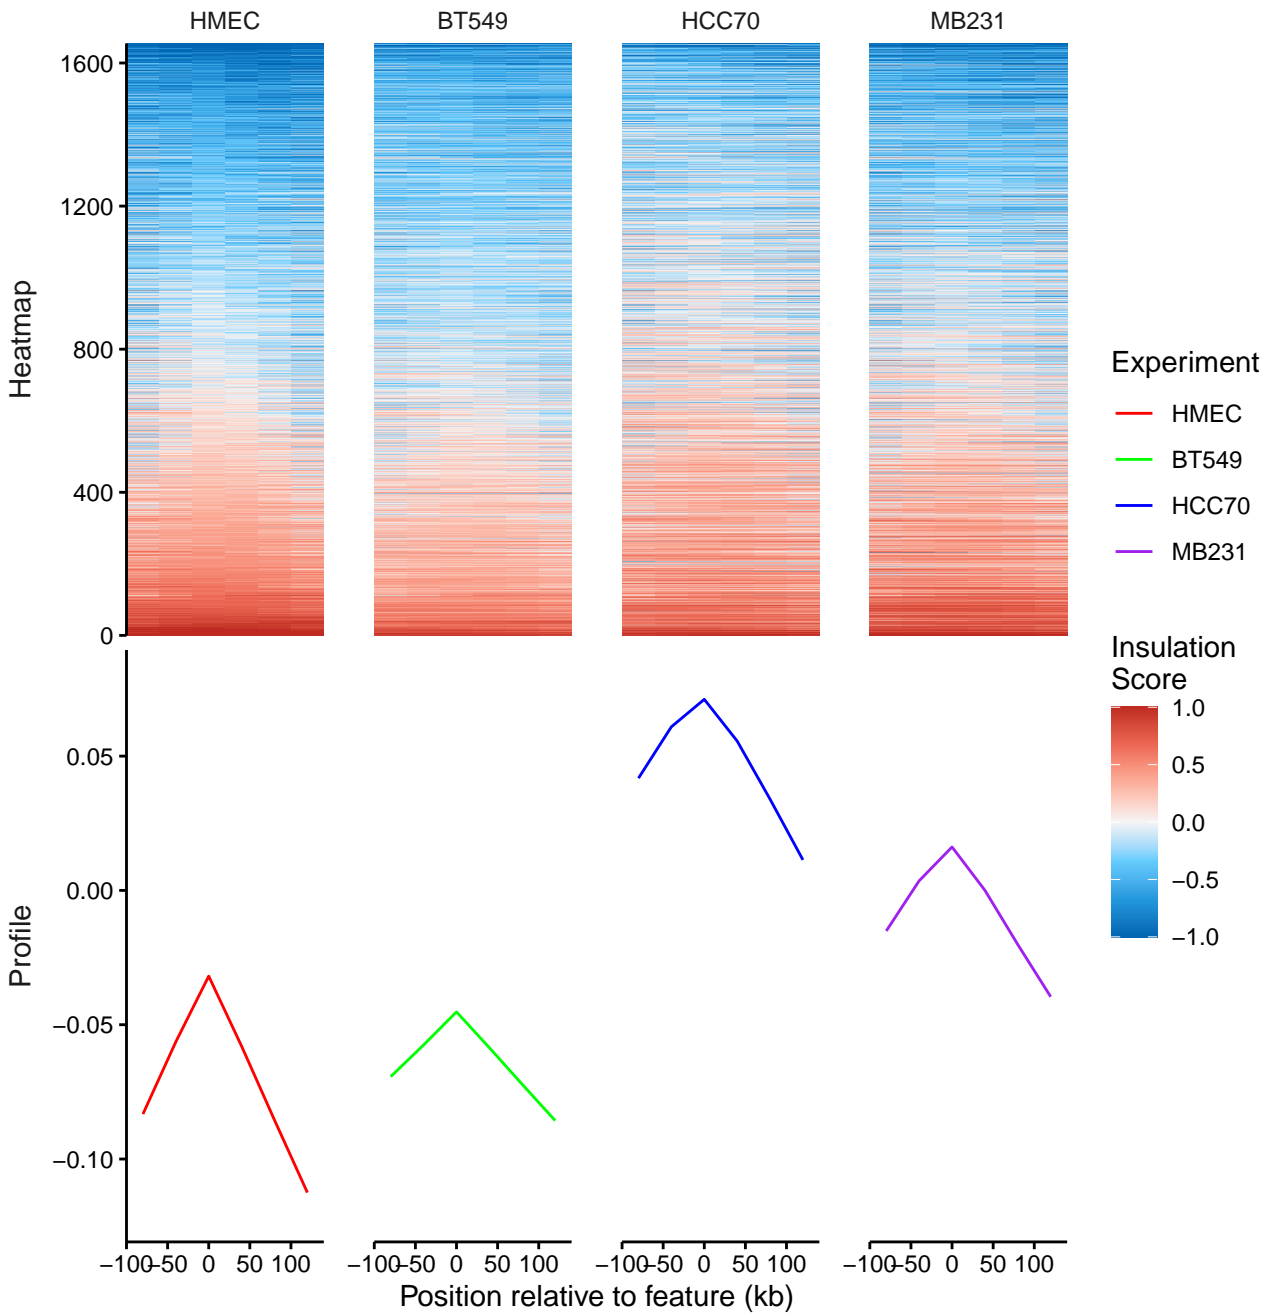 HMEC BT549 HCC70 MB231
Heatmap
1600
1200
800
400
0
Profile
0.05
0.00
−0.05
−0.10
−100 −50 0 50 100 −100 −50 0 50 100 −100 −50 0 50 100 −100 −50 0 50 100
Position relative to feature (kb)
Experiment
HMEC
BT549
HCC70
MB231
Insulation
Score
1.0
0.5
0.0
−0.5
−1.0